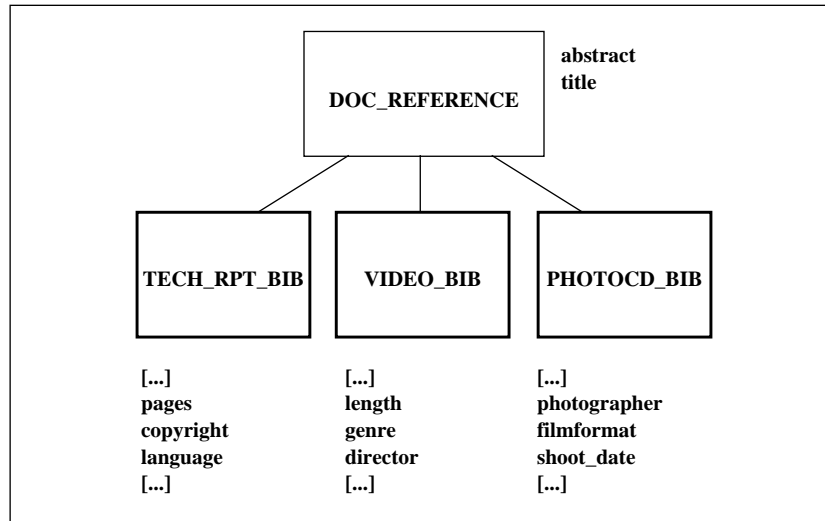 abstract
title
DOC_REFERENCE
TECH_RPT_BIB
VIDEO_BIB
PHOTOCD_BIB
[...]
pages
copyright
language
[...]
[...]
length
genre
director
[...]
[...]
photographer
filmformat
shoot_date
[...]